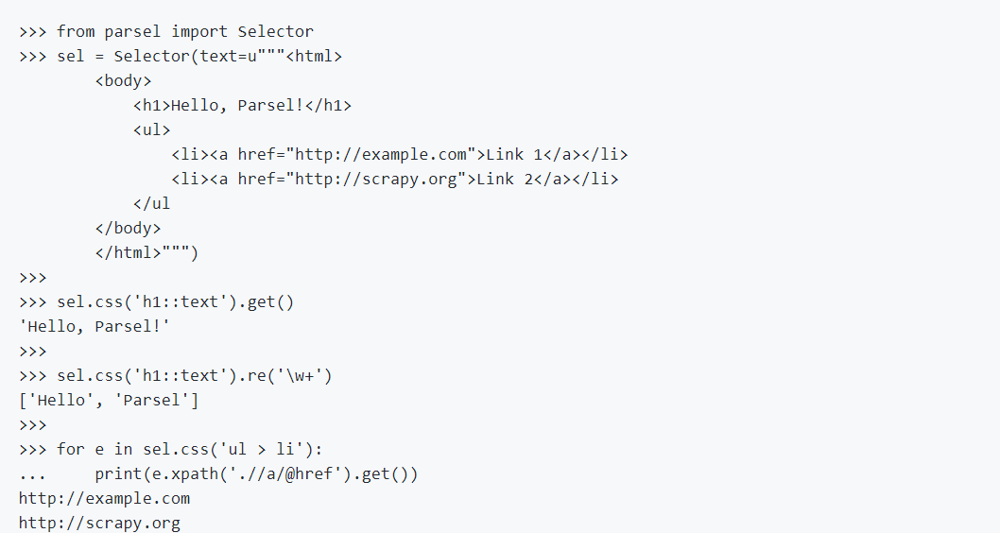 >>> from parsel import Selector
>>> sel = Selector(text=u"""<html>
        <body>
            <h1>Hello, Parsel!</h1>
            <ul>
                <li><a href="http://example.com">Link 1</a></li>
                <li><a href="http://scrapy.org">Link 2</a></li>
            </ul
        </body>
        </html>""")
>>>
>>> sel.css('h1::text').get()
'Hello, Parsel!'
>>>
>>> sel.css('h1::text').re('\w+')
['Hello', 'Parsel']
>>>
>>> for e in sel.css('ul > li'):
...     print(e.xpath('.//a/@href').get())
http://example.com
http://scrapy.org